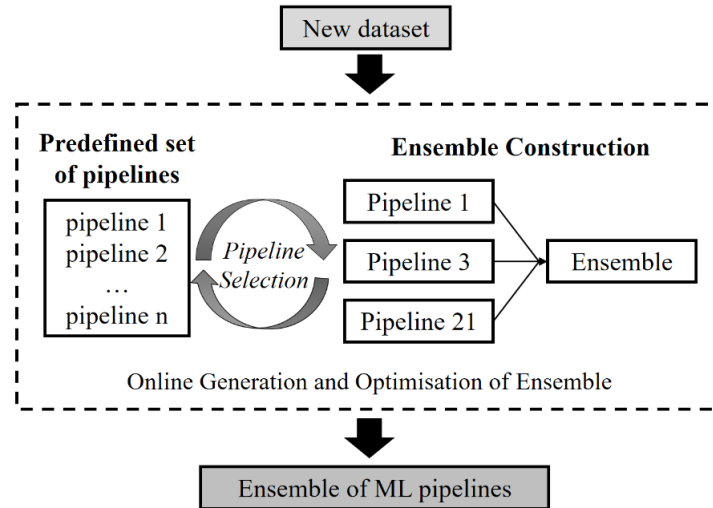 New dataset
Predefined set
of pipelines
pipeline 1
pipeline 2
...
pipeline n
Pipeline
Selection
Ensemble Construction
Pipeline 1
Pipeline 3
Pipeline 21
Ensemble
Online Generation and Optimisation of Ensemble
Ensemble of ML pipelines